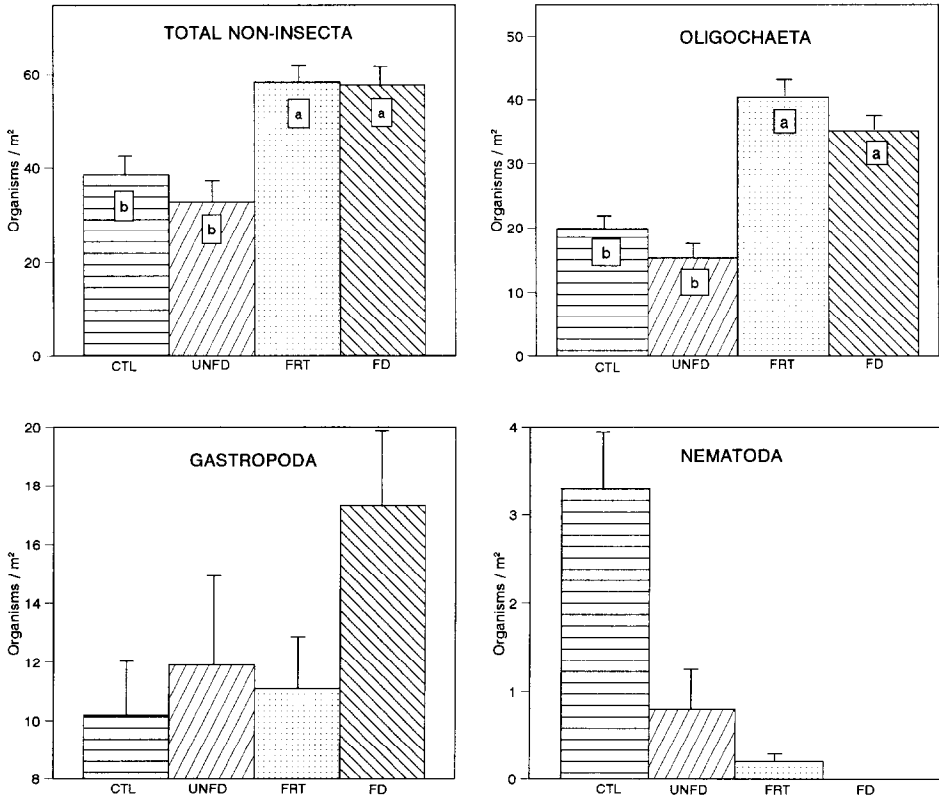 TOTAL NON-INSECTA
Organisms / m²
60
40
20
0
a
a
b
b
CTL UNFD FRT FD
OLIGOCHAETA
Organisms / m²
50
40
30
20
10
0
a
a
b
b
CTL UNFD FRT FD
GASTROPODA
Organisms / m²
20
18
16
14
12
10
8
CTL UNFD FRT FD
NEMATODA
Organisms / m²
4
3
2
1
0
CTL UNFD FRT FD